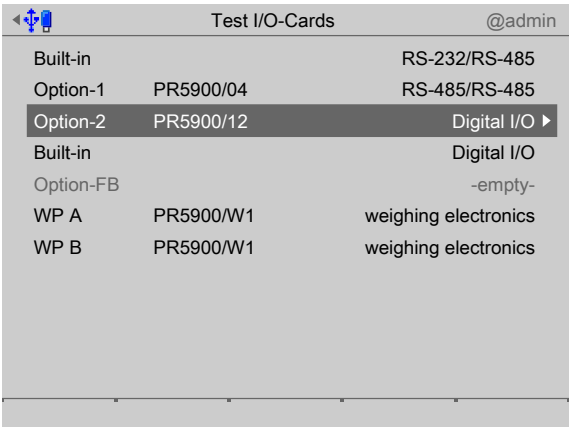 Test I/O-Cards @admin
Built-in RS-232/RS-485
Option-1 PR5900/04 RS-485/RS-485
Option-2 PR5900/12 Digital I/O
Built-in Digital I/O
Option-FB -empty-
WP A PR5900/W1 weighing electronics
WP B PR5900/W1 weighing electronics